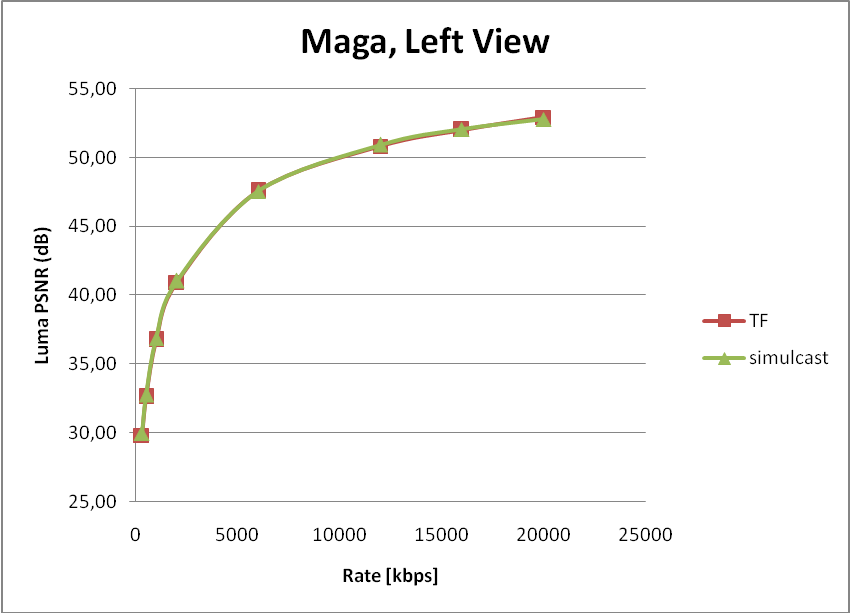 Maga, Left View
55,00
50,00
45,00
40,00
35,00
30,00
25,00
Luma PSNR (dB)
0 5000 10000 15000 20000 25000
Rate [kbps]
TF
simulcast